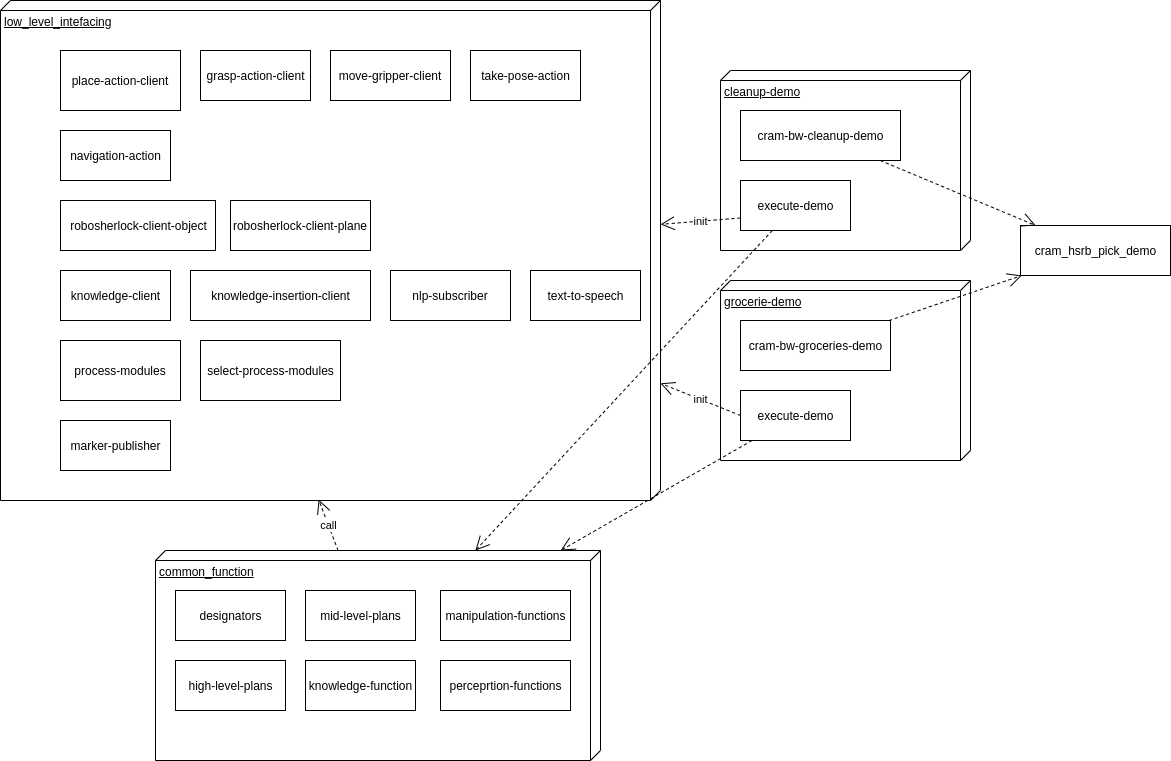 low_level_intefacing
place-action-client
grasp-action-client
move-gripper-client
take-pose-action
navigation-action
robosherlock-client-object
robosherlock-client-plane
knowledge-client
knowledge-insertion-client
nlp-subscriber
text-to-speech
process-modules
select-process-modules
marker-publisher
cleanup-demo
cram-bw-cleanup-demo
execute-demo
init
cram_hsrb_pick_demo
grocerie-demo
cram-bw-groceries-demo
execute-demo
init
call
common_function
designators
mid-level-plans
manipulation-functions
high-level-plans
knowledge-function
perceprtion-functions